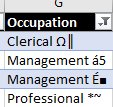 G
Occupation
Clerical Ω║
Management á5
Management É■
Professional *~